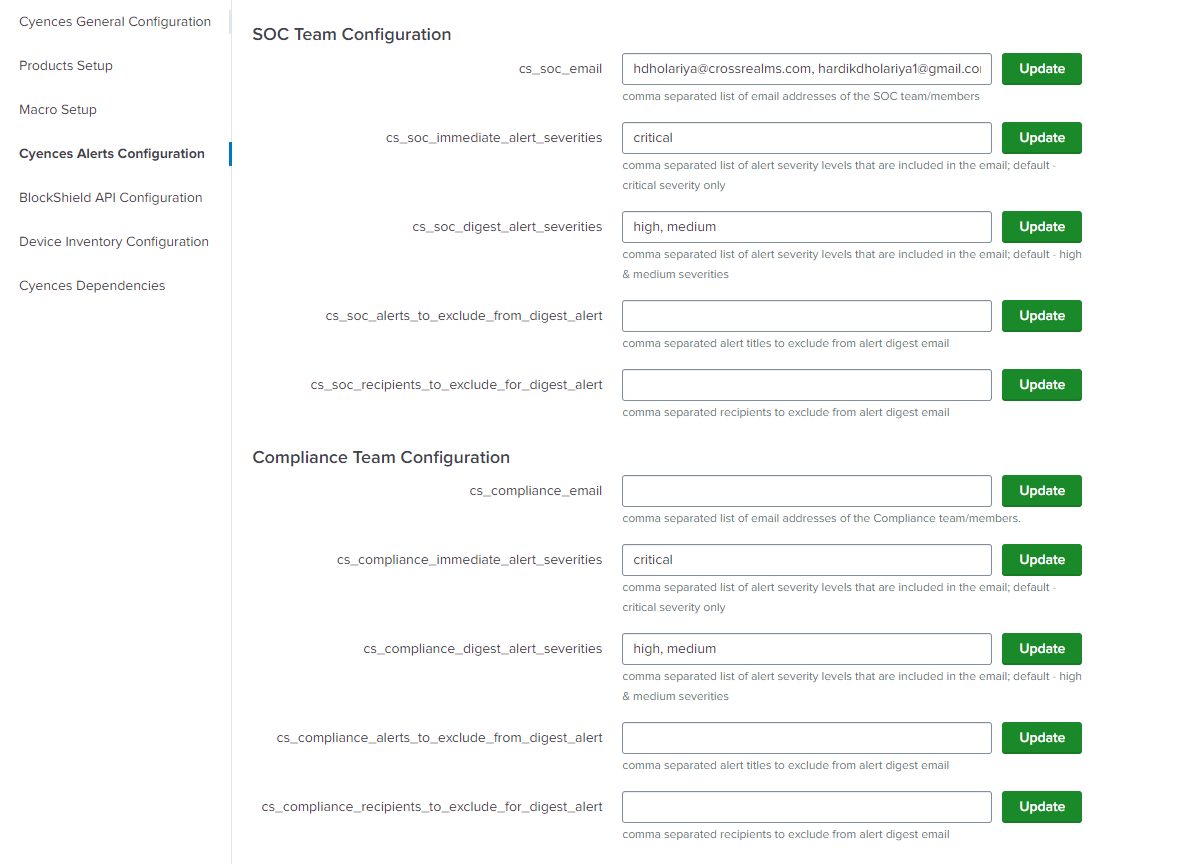 Cyences General Configuration
Products Setup
Macro Setup
Cyences Alerts Configuration
BlockShield API Configuration
Device Inventory Configuration
Cyences Dependencies
SOC Team Configuration
cs_soc_email
hdholariya@crossrealms.com, hardikdholariya1@gmail.co
Update
comma separated list of email addresses of the SOC team/members
cs_soc_immediate_alert_severities
critical
Update
comma separated list of alert severity levels that are included in the email; default -
critical severity only
cs_soc_digest_alert_severities
high, medium
Update
comma separated list of alert severity levels that are included in the email; default - high
& medium severities
cs_soc_alerts_to_exclude_from_digest_alert
Update
comma separated alert titles to exclude from alert digest email
cs_soc_recipients_to_exclude_for_digest_alert
Update
comma separated recipients to exclude from alert digest email
Compliance Team Configuration
cs_compliance_email
Update
comma separated list of email addresses of the Compliance team/members.
cs_compliance_immediate_alert_severities
critical
Update
comma separated list of alert severity levels that are included in the email; default -
critical severity only
cs_compliance_digest_alert_severities
high, medium
Update
comma separated list of alert severity levels that are included in the email; default - high
& medium severities
cs_compliance_alerts_to_exclude_from_digest_alert
Update
comma separated alert titles to exclude from alert digest email
cs_compliance_recipients_to_exclude_for_digest_alert
Update
comma separated recipients to exclude from alert digest email